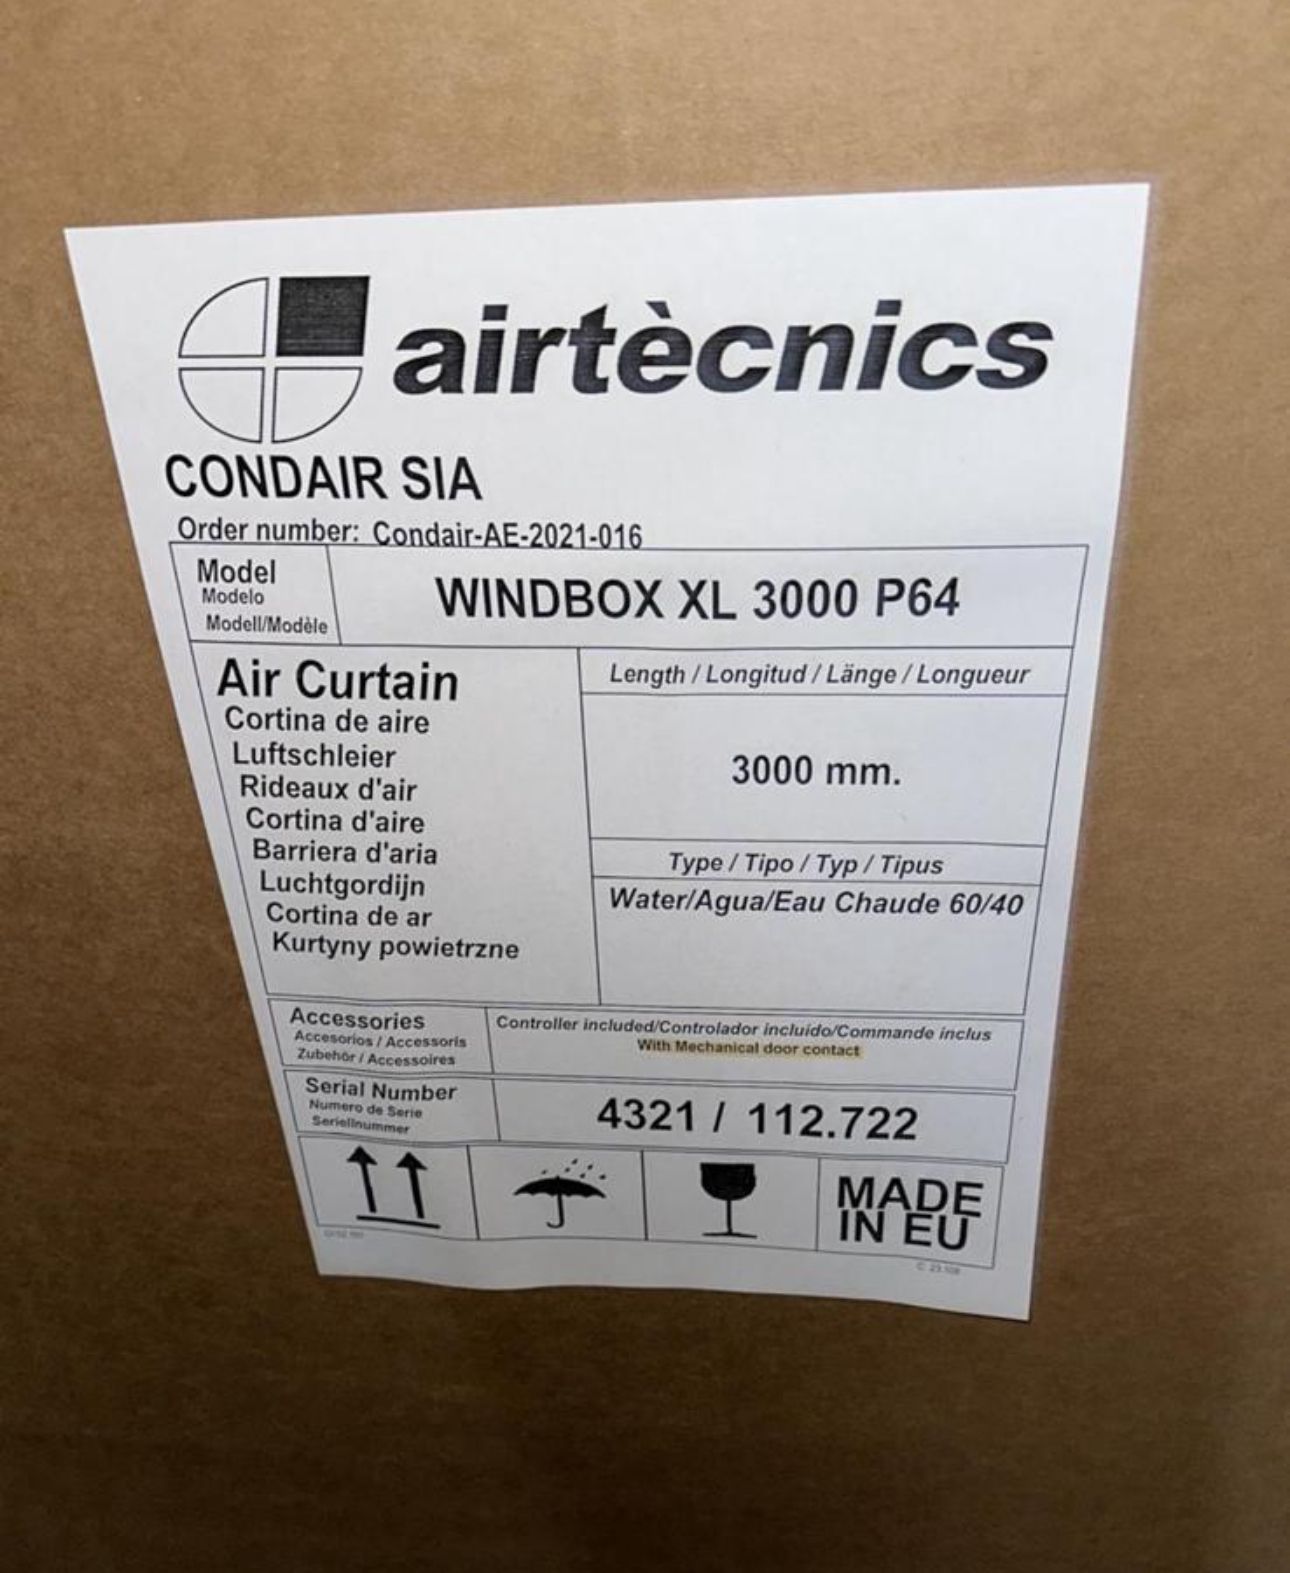 airtècnics
CONDAIR SIA
Order number: Condair-AE-2021-016
Model
Modelo
Modell/Modèle
WINDBOX XL 3000 P64
Air Curtain
Cortina de aire
Luftschleier
Rideaux d'air
Cortina d'aire
Barriera d'aria
Luchtgordijn
Cortina de ar
Kurtyny powietrzne
Length / Longitud / Länge / Longueur
3000 mm.
Type / Tipo / Typ / Tipus
Water/Agua/Eau Chaude 60/40
Accessories
Accesorios / Accessoris
Zubehör / Accessoires
Controller included/Controlador incluido/Commande inclus
With Mechanical door contact
Serial Number
Numero de Serie
Seriellnummer
4321 / 112.722
MADE
IN EU